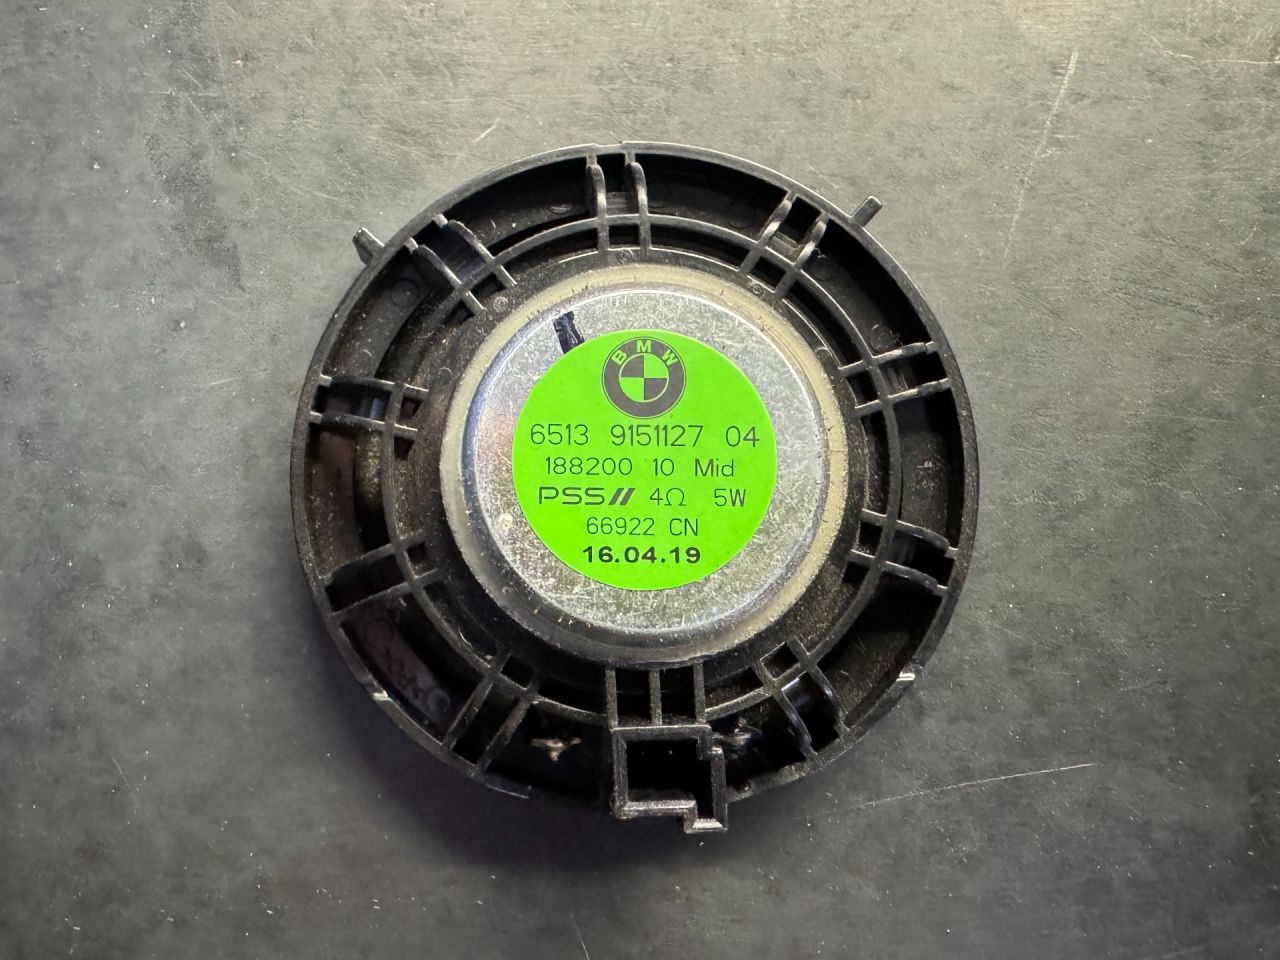 BMW
6513 9151127 04
188200 10 Mid
PSS// 4Ω 5W
66922 CN
16.04.19